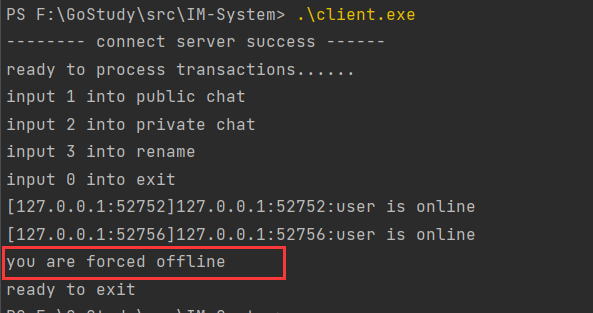 PS F:\GoStudy\src\IM-System> .\client.exe
-------- connect server success ------
ready to process transactions......
input 1 into public chat
input 2 into private chat
input 3 into rename
input 0 into exit
[127.0.0.1:52752]127.0.0.1:52752:user is online
[127.0.0.1:52756]127.0.0.1:52756:user is online
you are forced offline
ready to exit